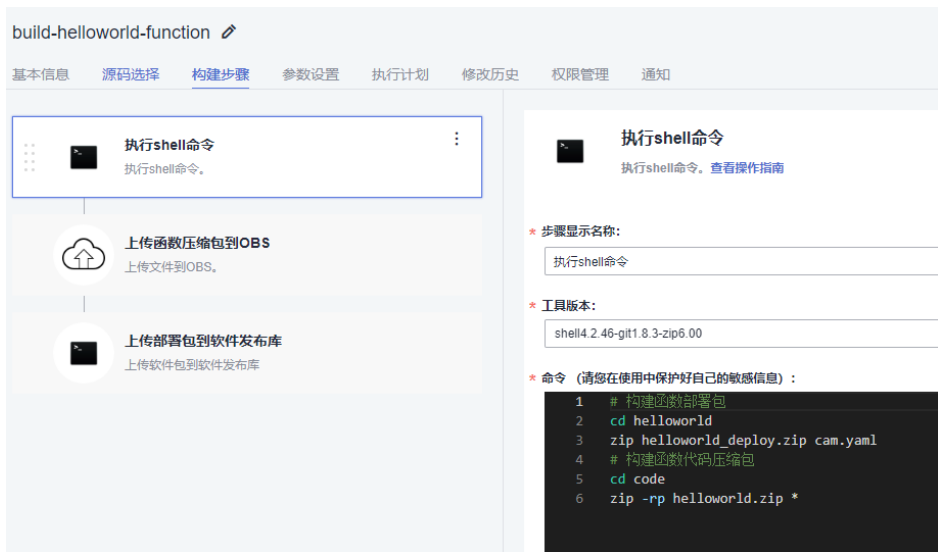 build-helloworld-function
基本信息 源码选择 构建步骤 参数设置 执行计划 修改历史 权限管理 通知
执行shell命令
执行shell命令。
上传函数压缩包到OBS
上传文件到OBS。
上传部署包到软件发布库
上传软件包到软件发布库
执行shell命令
执行shell命令。查看操作指南
* 步骤显示名称:
执行shell命令
* 工具版本:
shell4.2.46-git1.8.3-zip6.00
* 命令 （请您在使用中保护好自己的敏感信息）:
1 # 构建函数部署包
2 cd helloworld
3 zip helloworld_deploy.zip cam.yaml
4 # 构建函数代码压缩包
5 cd code
6 zip -rp helloworld.zip *